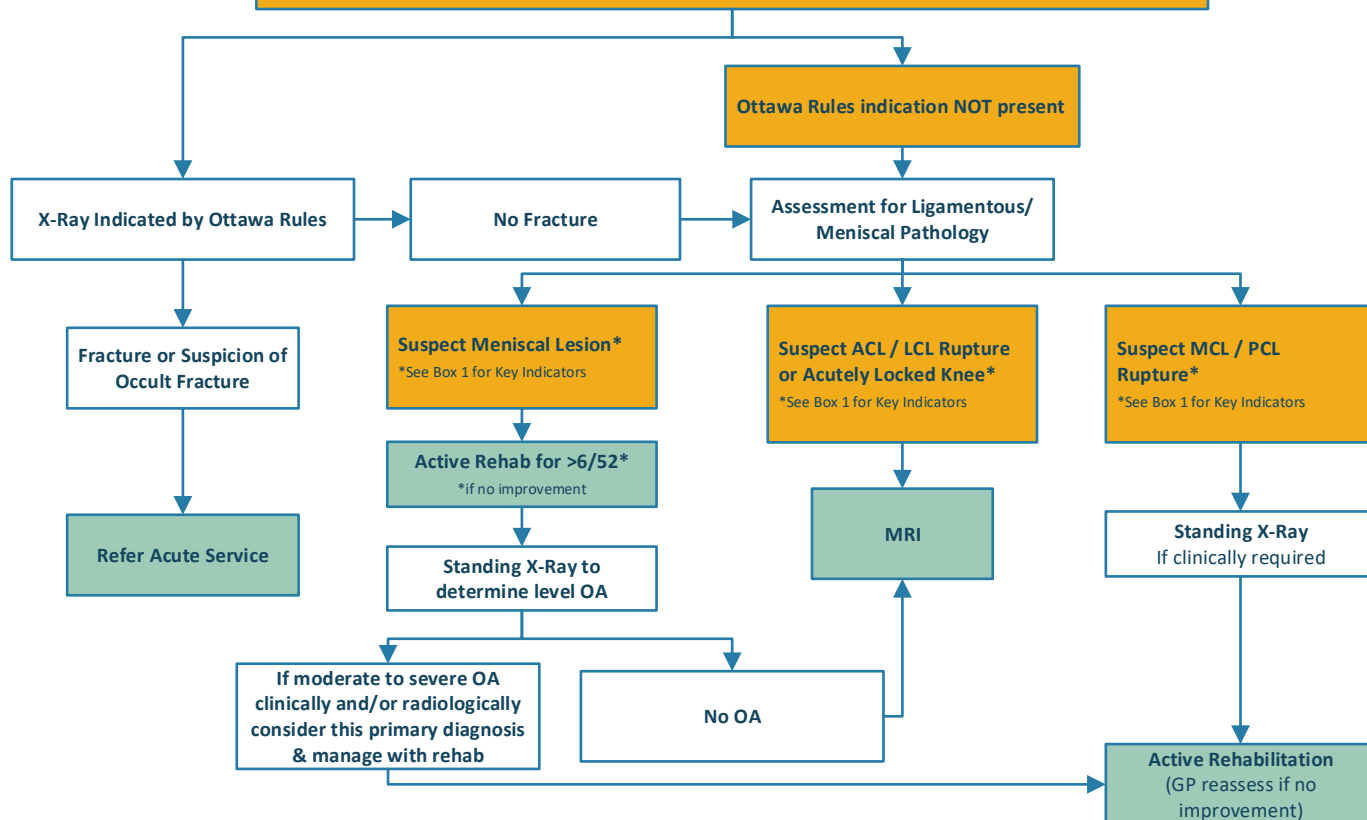 Ottawa Rules indication NOT present
X-Ray Indicated by Ottawa Rules
No Fracture
Assessment for Ligamentous/
Meniscal Pathology
Fracture or Suspicion of
Occult Fracture
Suspect Meniscal Lesion*
*See Box 1 for Key Indicators
Suspect ACL / LCL Rupture
or Acutely Locked Knee*
*See Box 1 for Key Indicators
Suspect MCL / PCL
Rupture*
*See Box 1 for Key Indicators
Active Rehab for >6/52*
*if no improvement
Refer Acute Service
MRI
Standing X-Ray
If clinically required
Standing X-Ray to
determine level OA
If moderate to severe OA
clinically and/or radiologically
consider this primary diagnosis
& manage with rehab
No OA
Active Rehabilitation
(GP reassess if no
improvement)